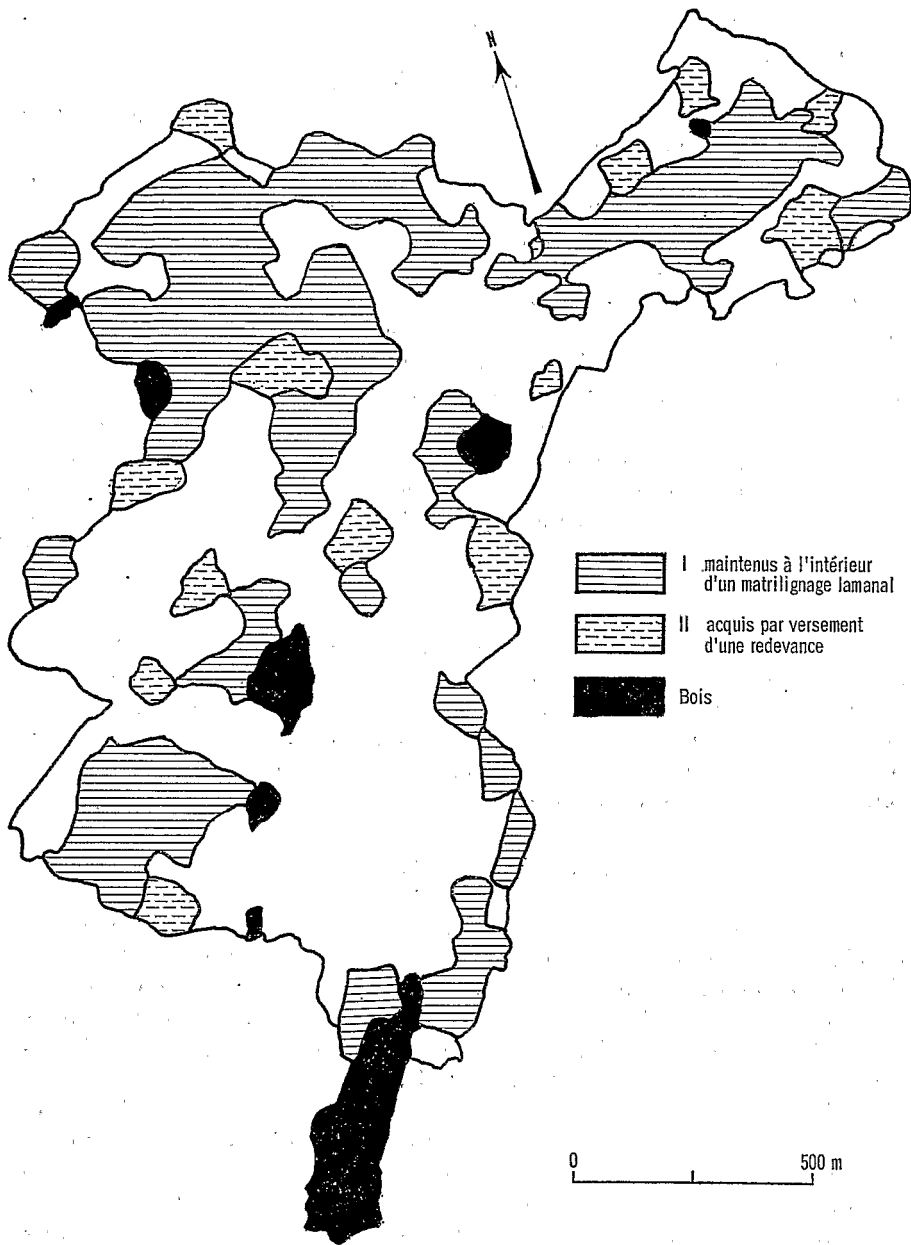 N
I maintenus à l'intérieur
d'un matrilignage lamanal
II acquis par versement
d'une redevance
Bois
0 500 m